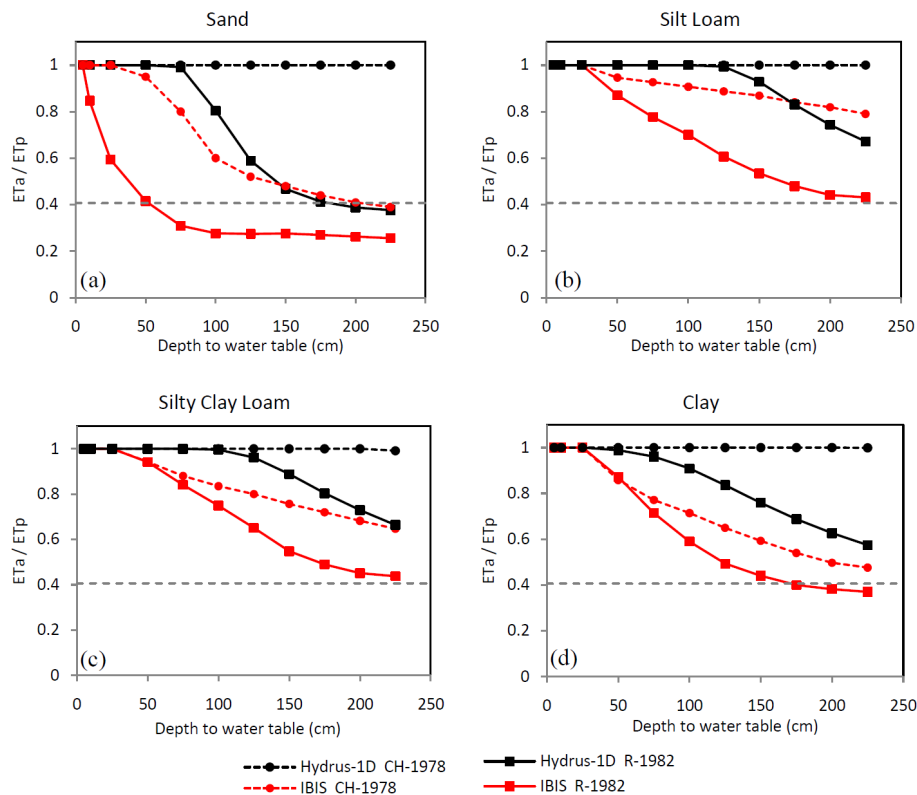 Sand
ETa / ETp
1
0.8
0.6
0.4
0.2
0
(a)
0 50 100 150 200 250
Depth to water table (cm)
Silt Loam
ETa / ETp
1
0.8
0.6
0.4
0.2
0
(b)
0 50 100 150 200 250
Depth to water table (cm)
Silty Clay Loam
ETa / ETp
1
0.8
0.6
0.4
0.2
0
(c)
0 50 100 150 200 250
Depth to water table (cm)
Clay
ETa / ETp
1
0.8
0.6
0.4
0.2
0
(d)
0 50 100 150 200 250
Depth to water table (cm)
Hydrus-1D CH-1978
IBIS CH-1978
Hydrus-1D R-1982
IBIS R-1982